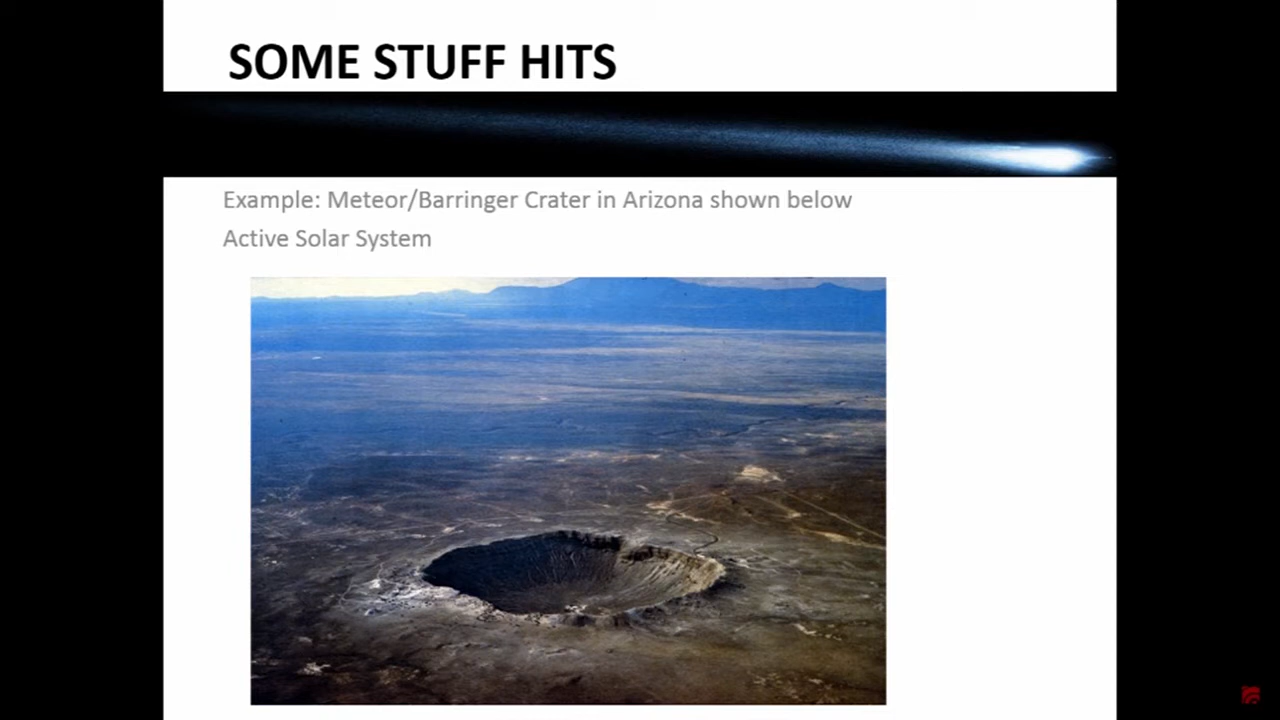 SOME STUFF HITS
Example: Meteor/Barringer Crater in Arizona shown below
Active Solar System